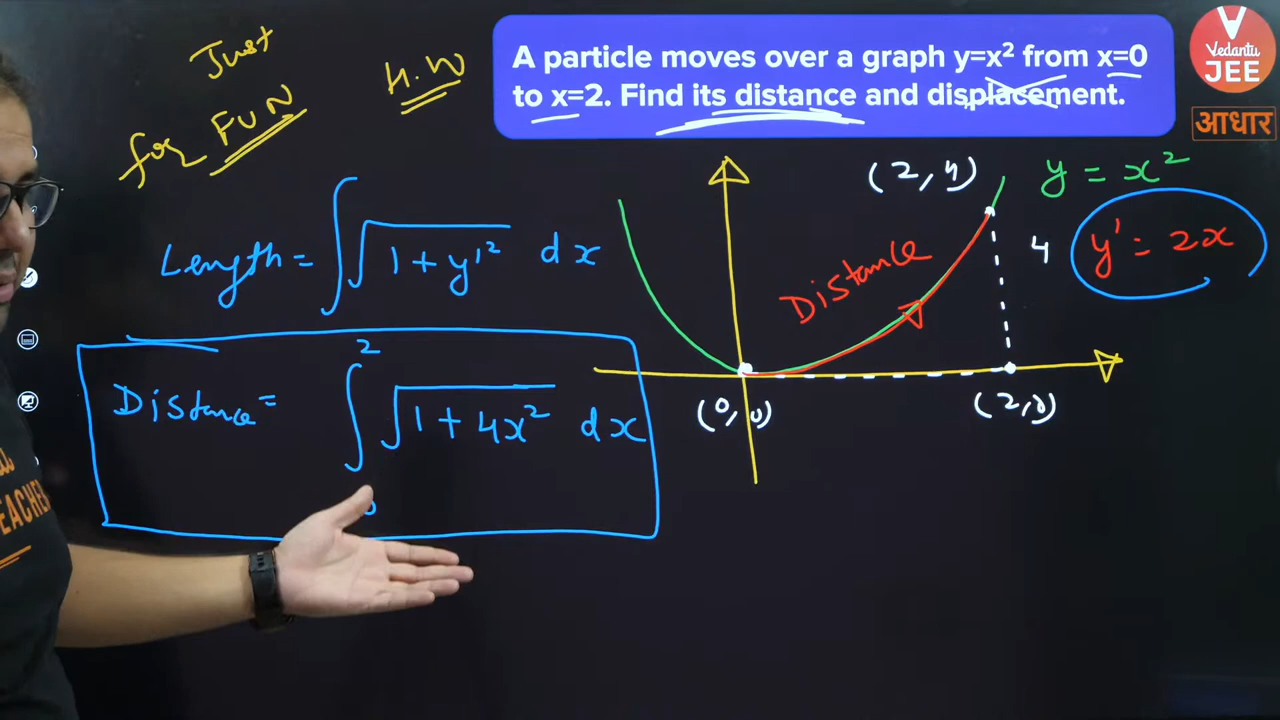 Just
for FUN
H.W
A particle moves over a graph y=x² from x=0
to x=2. Find its distance and displacement.
Vedantu
JEE
आधार
Length = ∫ √(1 + y'²) dx
Distance = ∫₀² √(1 + 4x²) dx
(2, 4)
y = x²
y' = 2x
4
Distance
(0, 0)
(2, 0)
EACHER